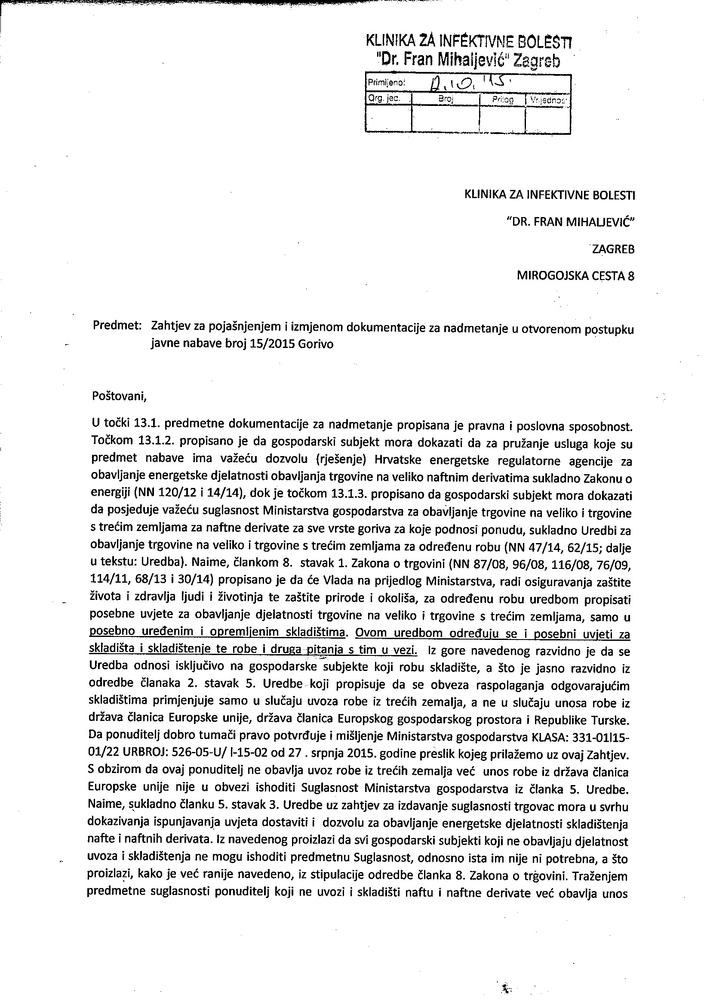 KLINIKA ZA INFEKTIVNE BOLESTI
"Dr. Fran Mihaljević" Zagreb
Primljeno:
Org. jed. Broj Prilog Vrijednost
KLINIKA ZA INFEKTIVNE BOLESTI
"DR. FRAN MIHALJEVIĆ"
ZAGREB
MIROGOJSKA CESTA 8
Predmet: Zahtjev za pojašnjenjem i izmjenom dokumentacije za nadmetanje u otvorenom postupku
javne nabave broj 15/2015 Gorivo
Poštovani,
U točki 13.1. predmetne dokumentacije za nadmetanje propisana je pravna i poslovna sposobnost.
Točkom 13.1.2. propisano je da gospodarski subjekt mora dokazati da za pružanje usluga koje su
predmet nabave ima važeću dozvolu (rješenje) Hrvatske energetske regulatorne agencije za
obavljanje energetske djelatnosti obavljanja trgovine na veliko naftnim derivatima sukladno Zakonu o
energiji (NN 120/12 i 14/14), dok je točkom 13.1.3. propisano da gospodarski subjekt mora dokazati
da posjeduje važeću suglasnost Ministarstva gospodarstva za obavljanje trgovine na veliko i trgovine
s trećim zemljama za naftne derivate za sve vrste goriva za koje podnosi ponudu, sukladno Uredbi za
obavljanje trgovine na veliko i trgovine s trećim zemljama za određenu robu (NN 47/14, 62/15; dalje
u tekstu: Uredba). Naime, člankom 8. stavak 1. Zakona o trgovini (NN 87/08, 96/08, 116/08, 76/09,
114/11, 68/13 i 30/14) propisano je da će Vlada na prijedlog Ministarstva, radi osiguravanja zaštite
života i zdravlja ljudi i životinja te zaštite prirode i okoliša, za određenu robu uredbom propisati
posebne uvjete za obavljanje djelatnosti trgovine na veliko i trgovine s trećim zemljama, samo u
posebno uređenim i opremljenim skladištima. Ovom uredbom određuju se i posebni uvjeti za
skladišta i skladištenje te robe i druga pitanja s tim u vezi. Iz gore navedenog razvidno je da se
Uredba odnosi isključivo na gospodarske subjekte koji robu skladište, a što je jasno razvidno iz
odredbe članaka 2. stavak 5. Uredbe koji propisuje da se obveza raspolaganja odgovarajućim
skladištima primjenjuje samo u slučaju uvoza robe iz trećih zemalja, a ne u slučaju unosa robe iz
država članica Europske unije, država članica Europskog gospodarskog prostora i Republike Turske.
Da ponuditelj dobro tumači pravo potvrđuje i mišljenje Ministarstva gospodarstva KLASA: 331-01I15-
01/22 URBROJ: 526-05-U/ I-15-02 od 27 . srpnja 2015. godine preslik kojeg prilažemo uz ovaj Zahtjev.
S obzirom da ovaj ponuditelj ne obavlja uvoz robe iz trećih zemalja već unos robe iz država članica
Europske unije nije u obvezi ishoditi Suglasnost Ministarstva gospodarstva iz članka 5. Uredbe.
Naime, sukladno članku 5. stavak 3. Uredbe uz zahtjev za izdavanje suglasnosti trgovac mora u svrhu
dokazivanja ispunjavanja uvjeta dostaviti i dozvolu za obavljanje energetske djelatnosti skladištenja
nafte i naftnih derivata. Iz navedenog proizlazi da svi gospodarski subjekti koji ne obavljaju djelatnost
uvoza i skladištenja ne mogu ishoditi predmetnu Suglasnost, odnosno ista im nije ni potrebna, a što
proizlazi, kako je već ranije navedeno, iz stipulacije odredbe članka 8. Zakona o trgovini. Traženjem
predmetne suglasnosti ponuditelj koji ne uvozi i skladišti naftu i naftne derivate već obavlja unos